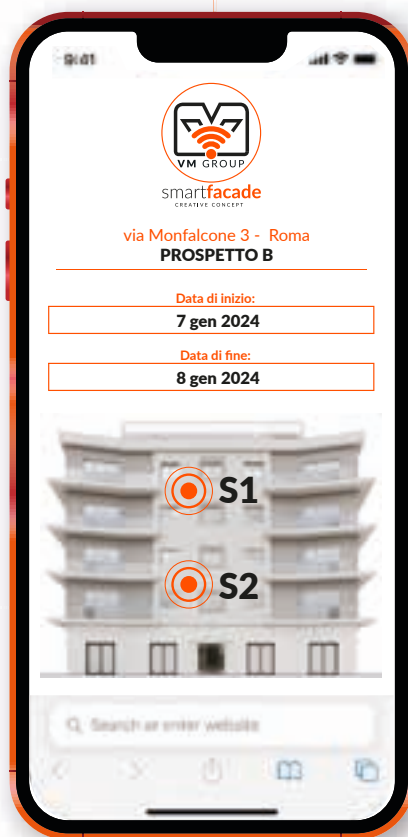 9:41
VM GROUP
smartfacade
CREATIVE CONCEPT
via Monfalcone 3 - Roma
PROSPETTO B
Data di inizio:
7 gen 2024
Data di fine:
8 gen 2024
S1
S2
Search or enter website